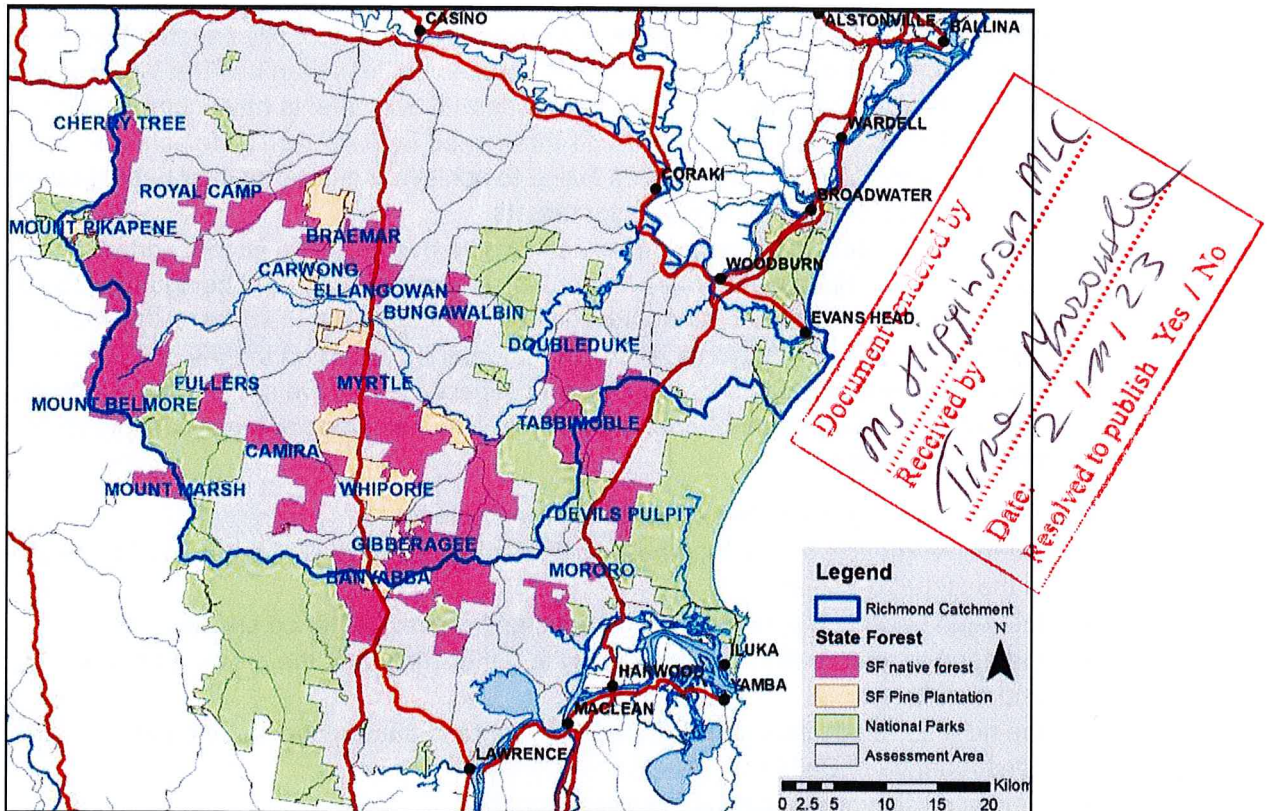 CASINO
ALSTONVILLE
BALLINA
CHERRY TREE
WARDELL
ROYAL CAMP
CORAKI
BROADWATER
MOUNT PIKAPENE
BRAEMAR
CARWONG
WOODBURN
ELLANGOWAN
BUNGAWALBIN
EVANS HEAD
DOUBLEDUKE
FULLERS
MYRTLE
MOUNT BELMORE
TABBIMOBLE
CAMIRA
MOUNT MARSH
WHIPORIE
DEVILS PULPIT
GIBBERAGEE
BANYABBA
MORORO
ILUKA
HARWOOD
YAMBA
MACLEAN
LAWRENCE
Legend
Richmond Catchment
State Forest
N
SF native forest
SF Pine Plantation
National Parks
Assessment Area
Kilom
0 2.5 5 10 15 20
Document tendered by
Ms Higginson MLC
Received by
Tina
Date: 2 / / 23
Resolved to publish Yes / No